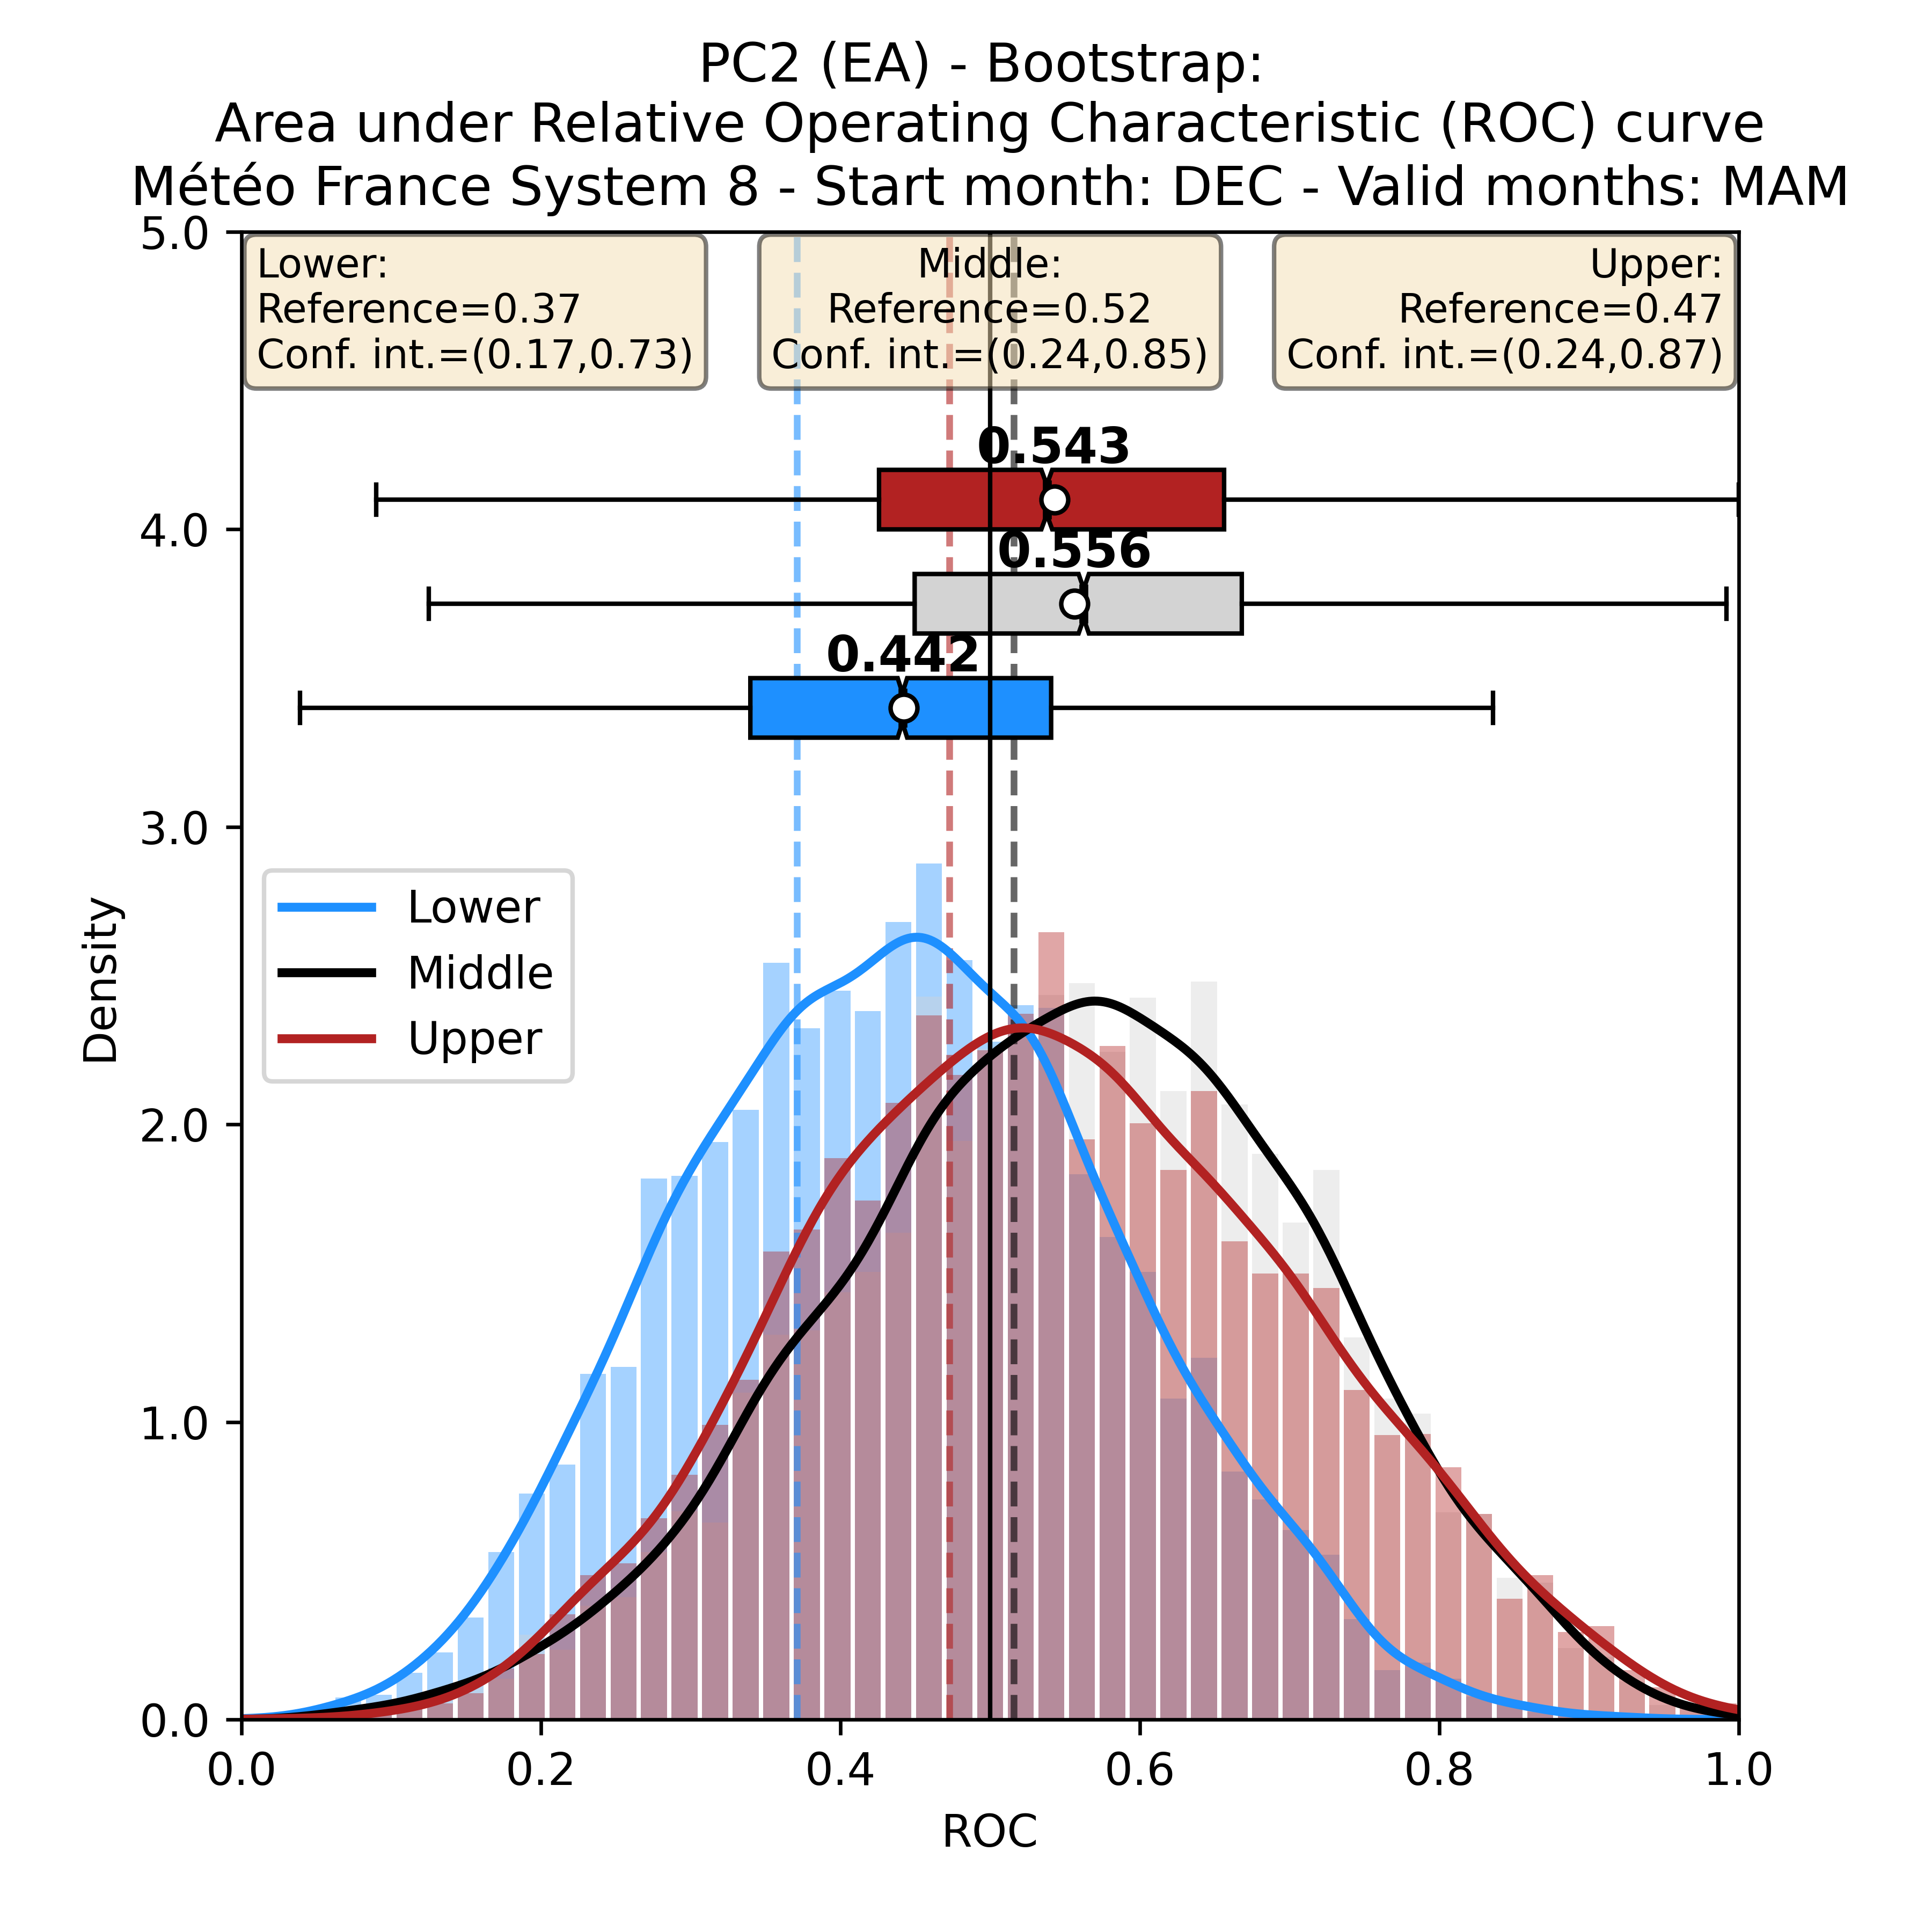 PC2 (EA) - Bootstrap:
Area under Relative Operating Characteristic (ROC) curve
Météo France System 8 - Start month: DEC - Valid months: MAM
Lower:
Reference=0.37
Conf. int.=(0.17,0.73)
Middle:
Reference=0.52
Conf. int.=(0.24,0.85)
Upper:
Reference=0.47
Conf. int.=(0.24,0.87)
0.543
0.556
0.442
5.0
4.0
3.0
2.0
1.0
0.0
Density
Lower
Middle
Upper
0.0
0.2
0.4
0.6
0.8
1.0
ROC